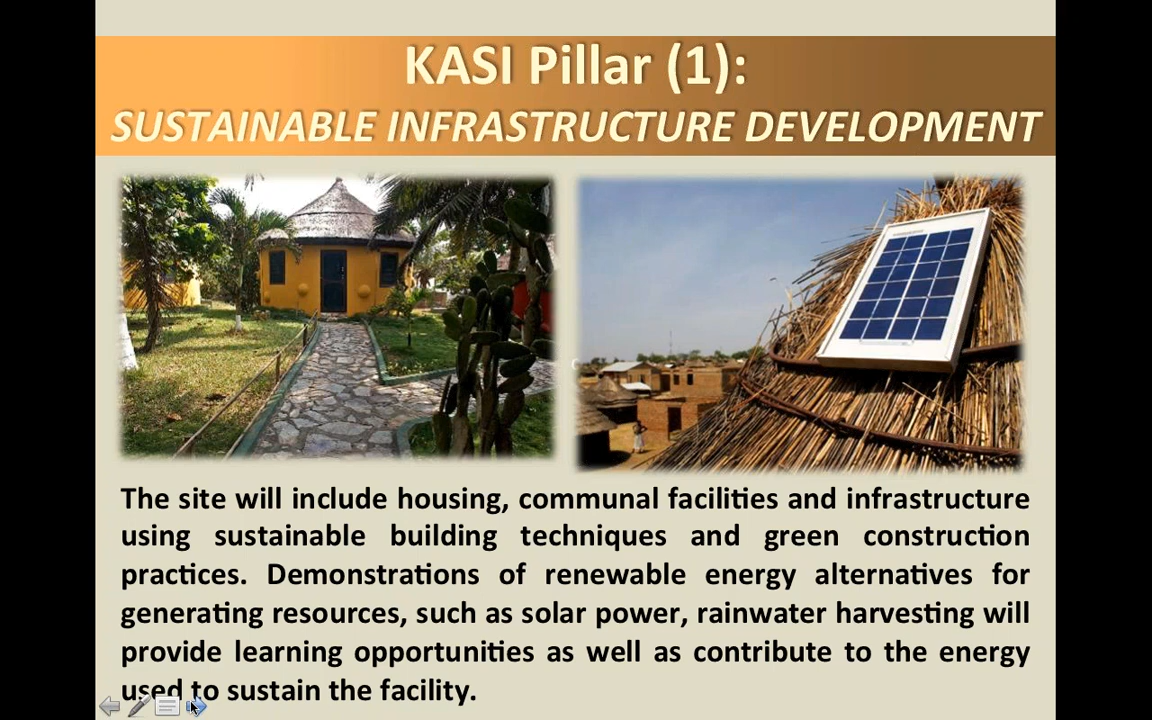 KASI Pillar (1):
SUSTAINABLE INFRASTRUCTURE DEVELOPMENT
The site will include housing, communal facilities and infrastructure
using sustainable building techniques and green construction
practices. Demonstrations of renewable energy alternatives for
generating resources, such as solar power, rainwater harvesting will
provide learning opportunities as well as contribute to the energy
used to sustain the facility.